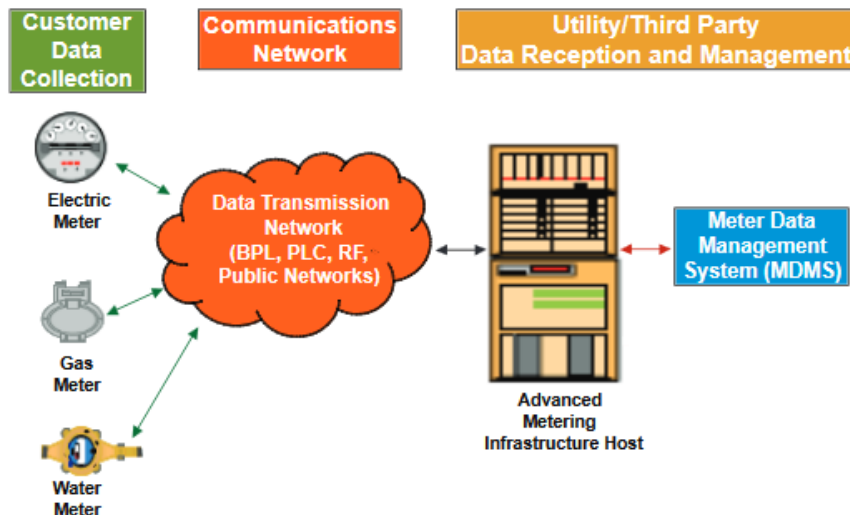 Customer
Data
Collection
Communications
Network
Utility/Third Party
Data Reception and Management
Electric
Meter
Gas
Meter
Water
Meter
Data Transmission
Network
(BPL, PLC, RF,
Public Networks)
Advanced
Metering
Infrastructure Host
Meter Data
Management
System (MDMS)